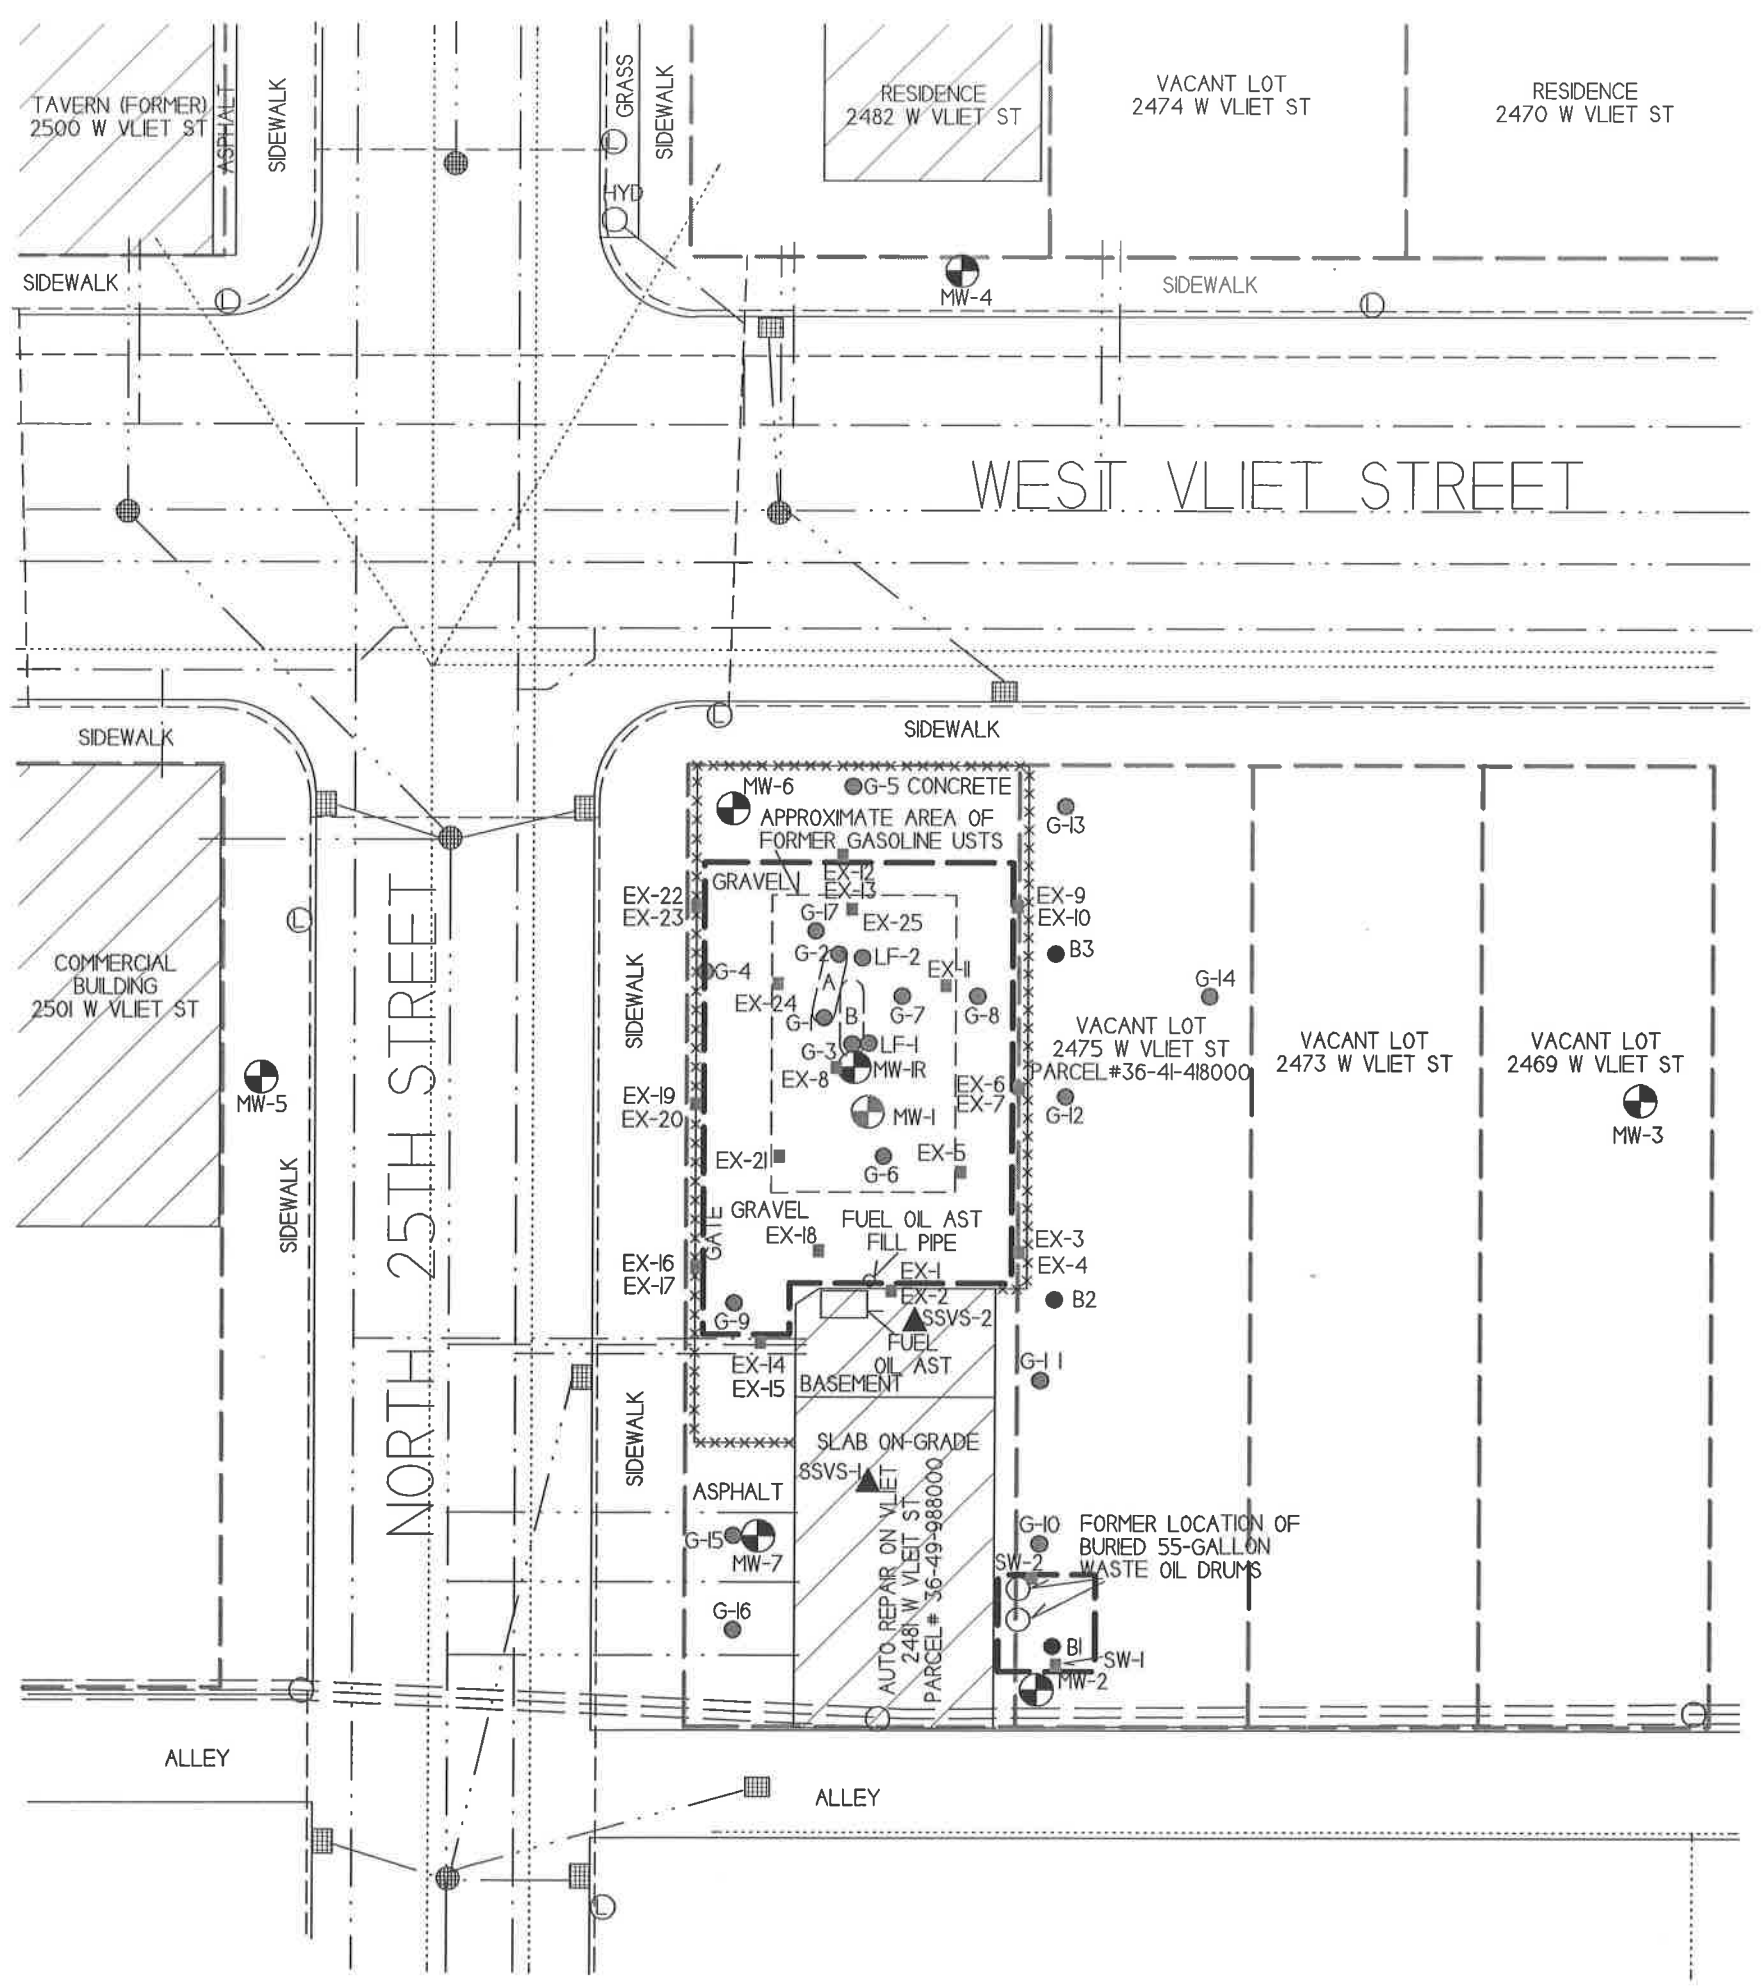 TAVERN (FORMER)
2500 W VLIET ST
ASPHALT
SIDEWALK
GRASS
SIDEWALK
HYD
RESIDENCE
2482 W VLIET ST
VACANT LOT
2474 W VLIET ST
RESIDENCE
2470 W VLIET ST
SIDEWALK
L
L
MW-4
SIDEWALK
L
WEST VLIET STREET
SIDEWALK
L
SIDEWALK
MW-6
G-5 CONCRETE
APPROXIMATE AREA OF
FORMER GASOLINE USTS
G-13
GRAVEL
EX-12
EX-13
EX-22
EX-23
EX-9
EX-10
G-17
EX-25
L
B3
G-2
LF-2
COMMERCIAL
BUILDING
2501 W VLIET ST
G-4
A
EX-11
G-14
EX-24
G-1
B
G-7
G-8
SIDEWALK
VACANT LOT
2475 W VLIET ST
PARCEL#36-41-418000
VACANT LOT
2473 W VLIET ST
VACANT LOT
2469 W VLIET ST
G-3
LF-1
MW-1R
EX-8
EX-6
EX-7
MW-5
EX-19
EX-20
MW-1
G-12
MW-3
EX-21
G-6
EX-5
SIDEWALK
NORTH 25TH STREET
GRAVEL
GATE
EX-18
FUEL OIL AST
FILL PIPE
EX-3
EX-4
EX-16
EX-17
EX-1
EX-2
B2
G-9
SSVS-2
FUEL
OIL AST
EX-14
EX-15
BASEMENT
G-11
SIDEWALK
SLAB ON-GRADE
SSVS-1
ASPHALT
AUTO REPAIR ON VLIET
2481 W VLEIT ST
PARCEL# 36-49-988000
G-15
MW-7
G-10
FORMER LOCATION OF
BURIED 55-GALLON
WASTE OIL DRUMS
SW-2
G-16
B1
SW-1
MW-2
ALLEY
ALLEY
L